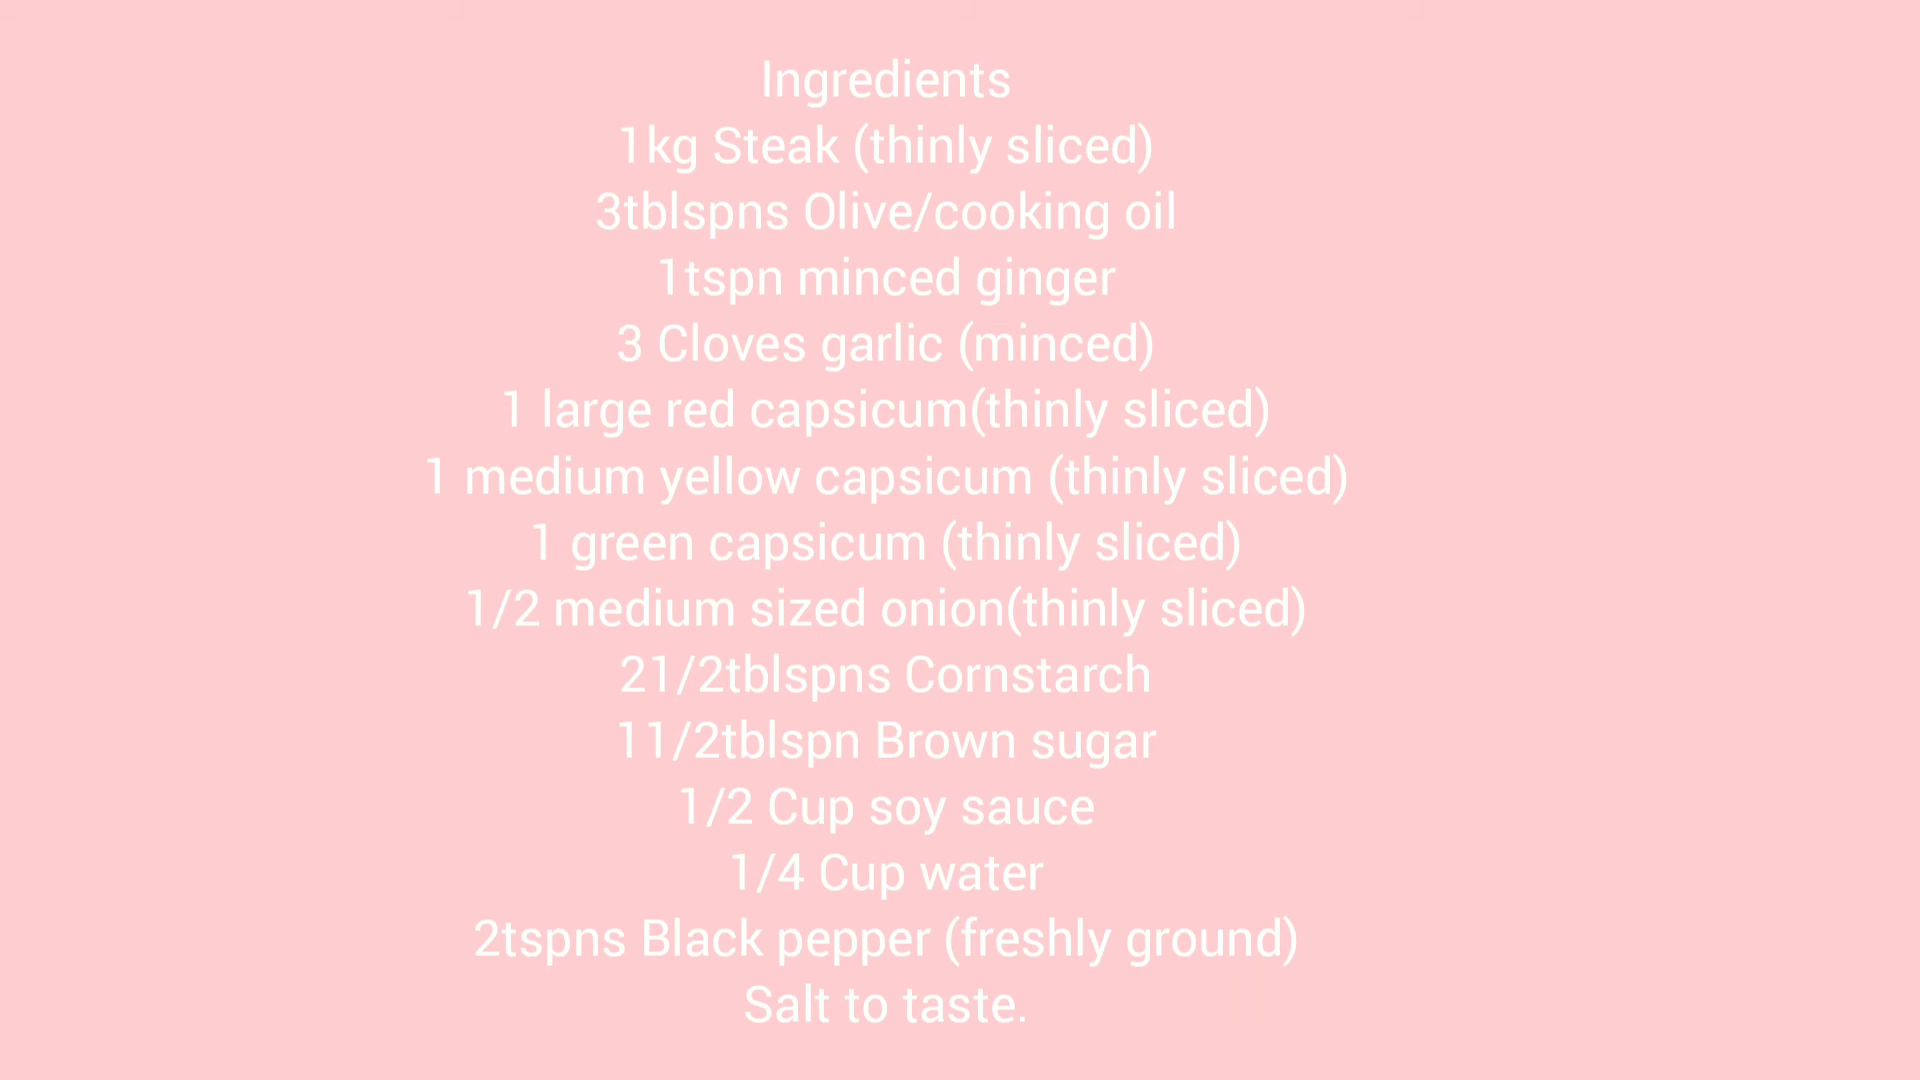 Ingredients
1kg Steak (thinly sliced)
3tblspns Olive/cooking oil
1tspn minced ginger
3 Cloves garlic (minced)
1 large red capsicum(thinly sliced)
1 medium yellow capsicum (thinly sliced)
1 green capsicum (thinly sliced)
1/2 medium sized onion(thinly sliced)
21/2tblspns Cornstarch
11/2tblspn Brown sugar
1/2 Cup soy sauce
1/4 Cup water
2tspns Black pepper (freshly ground)
Salt to taste.